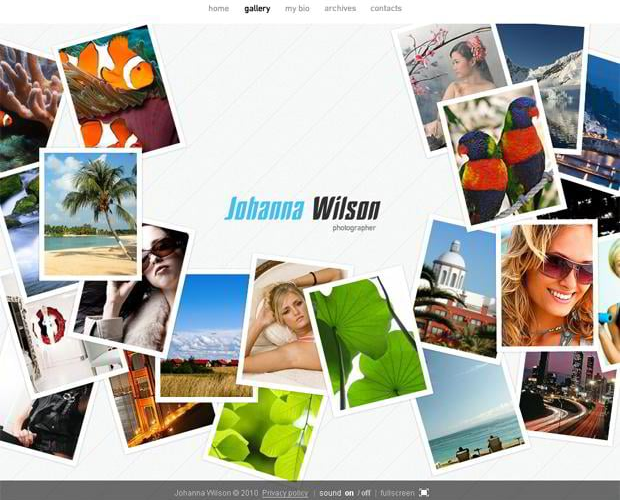 home gallery my bio archives contacts
Johanna Wilson
photographer
Johanna Wilson © 2010 Privacy policy | sound on / off | fullscreen